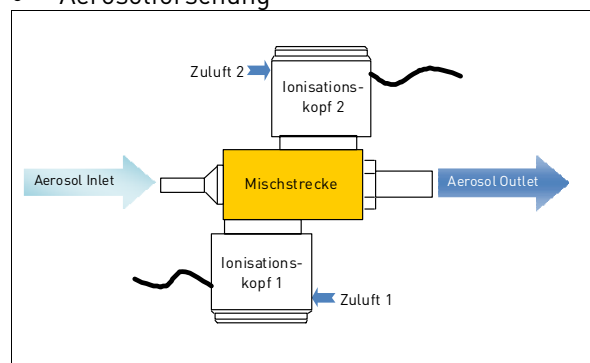 • Aerosolforschung
Zuluft 2
Ionisations-
kopf 2
Aerosol Inlet
Mischstrecke
Aerosol Outlet
Ionisations-
kopf 1
Zuluft 1